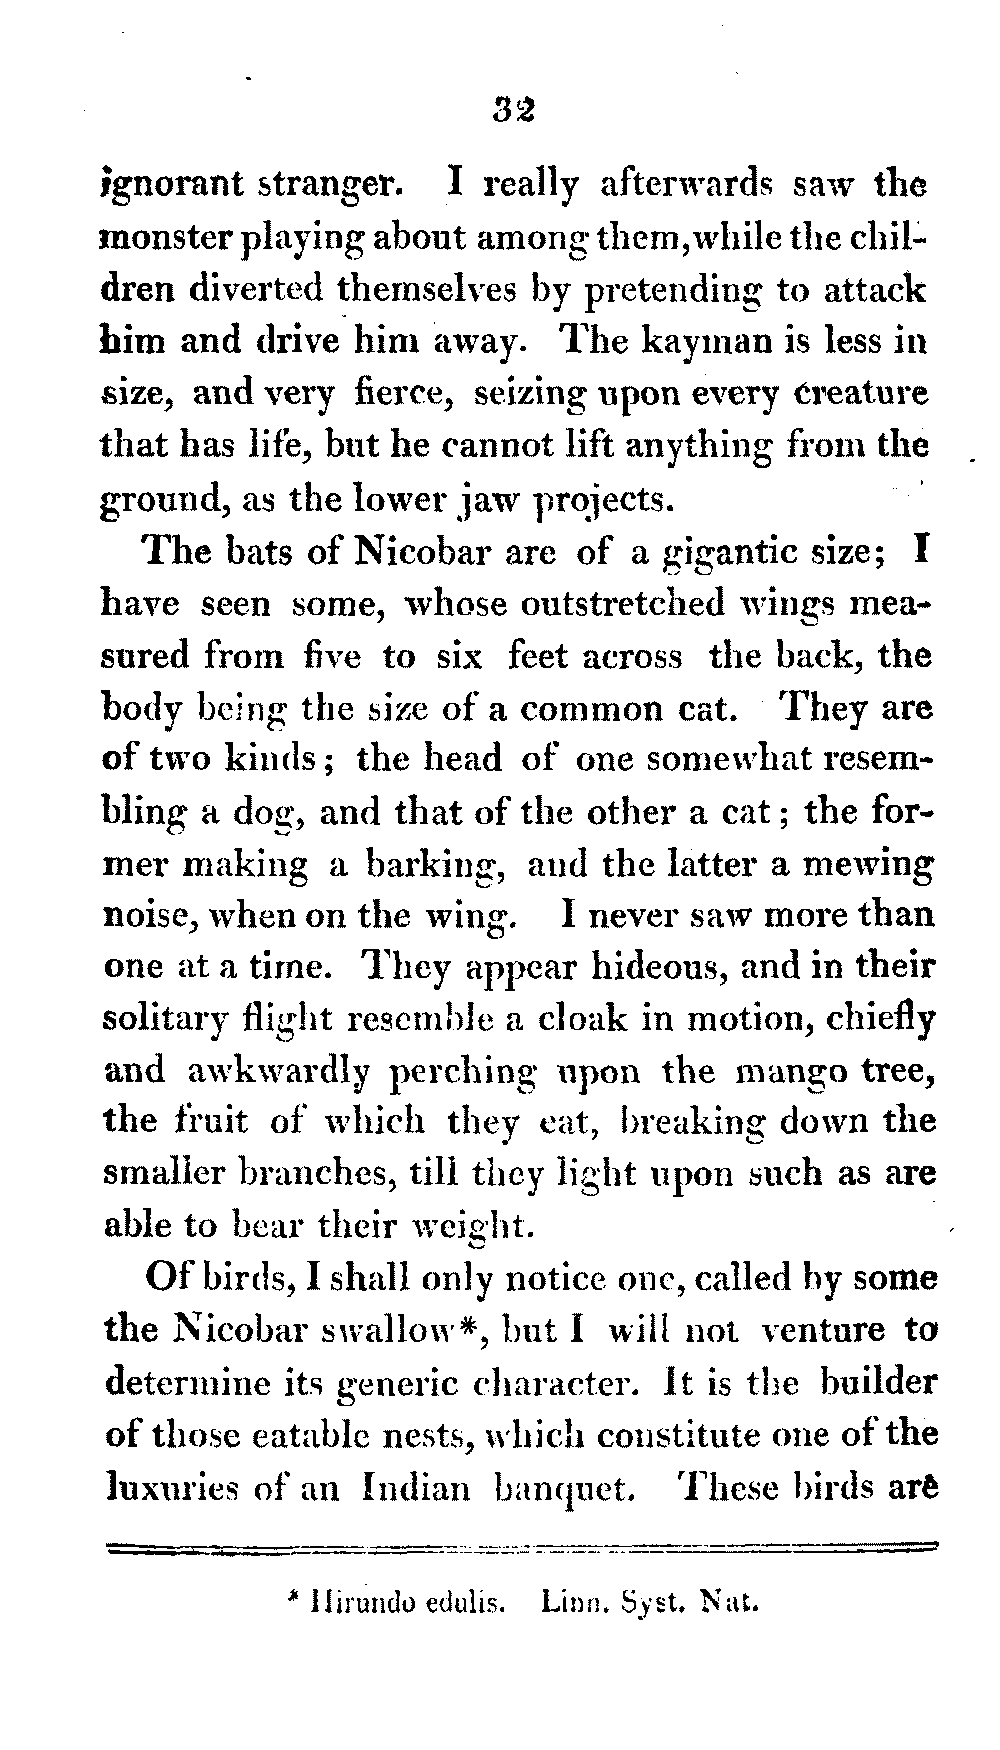 32
ignorant stranger. I really afterwards saw the
monster playing about among them, while the chil-
dren diverted themselves by pretending to attack
him and drive him away. The kayman is less in
size, and very fierce, seizing upon every creature
that has life, but he cannot lift anything from the
ground, as the lower jaw projects.
The bats of Nicobar are of a gigantic size; I
have seen some, whose outstretched wings mea-
sured from five to six feet across the back, the
body being the size of a common cat. They are
of two kinds; the head of one somewhat resem-
bling a dog, and that of the other a cat; the for-
mer making a barking, and the latter a mewing
noise, when on the wing. I never saw more than
one at a time. They appear hideous, and in their
solitary flight resemble a cloak in motion, chiefly
and awkwardly perching upon the mango tree,
the fruit of which they eat, breaking down the
smaller branches, till they light upon such as are
able to bear their weight.
Of birds, I shall only notice one, called by some
the Nicobar swallow*, but I will not venture to
determine its generic character. It is the builder
of those eatable nests, which constitute one of the
luxuries of an Indian banquet. These birds are
* Hirundo edulis. Linn. Syst. Nat.